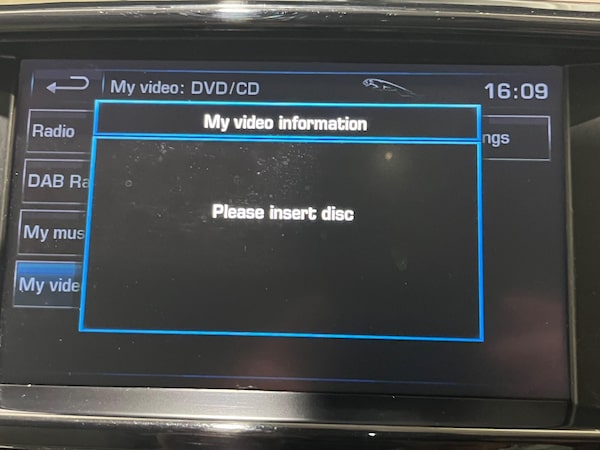 My video: DVD/CD
16:09
My video information
Radio
ngs
DAB Ra
Please insert disc
My mus
My vide